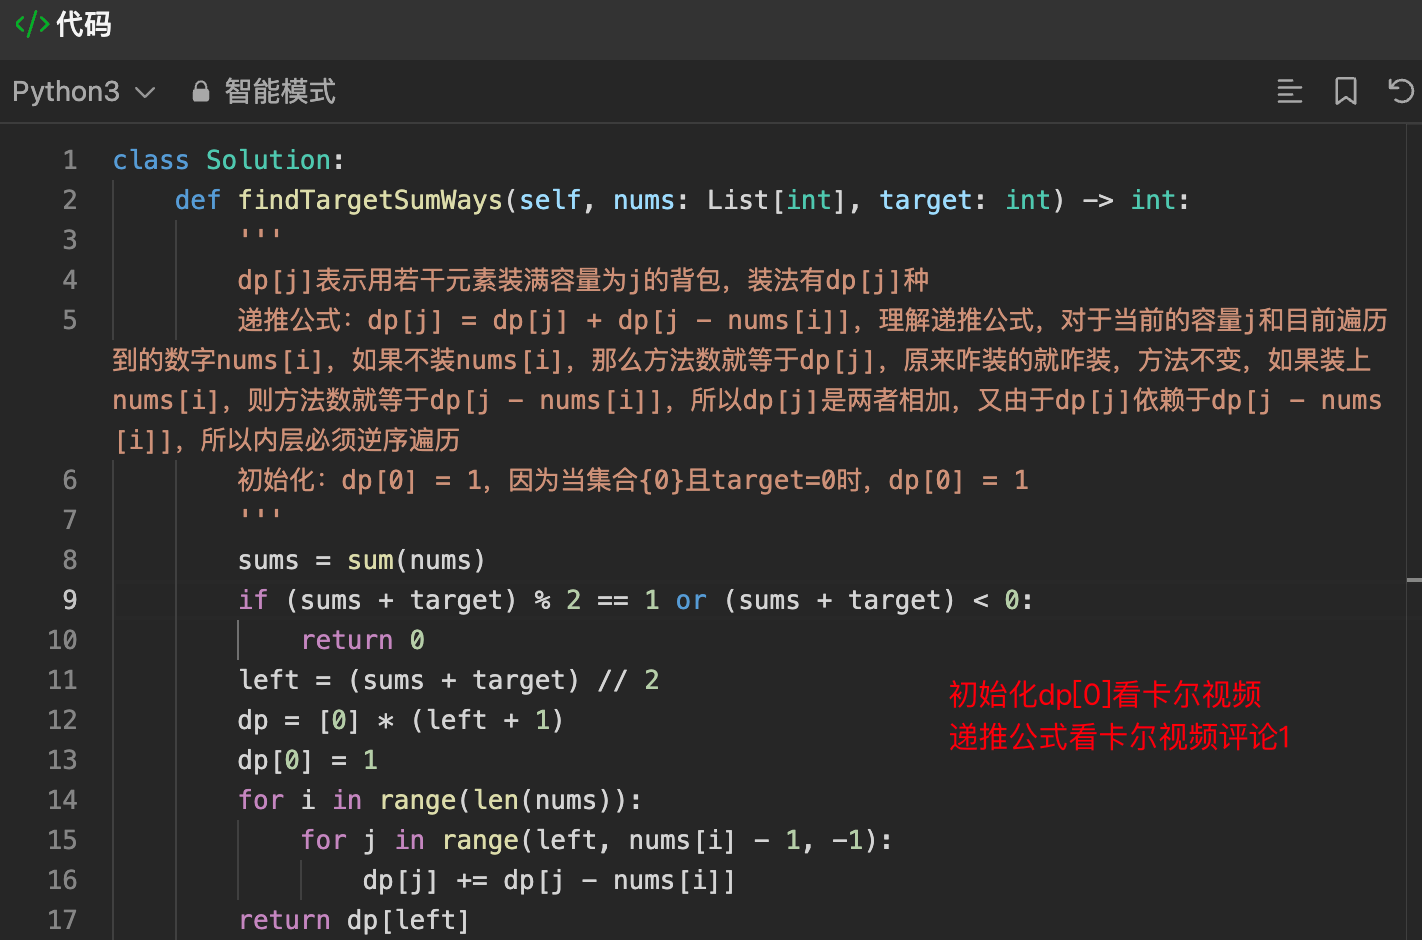 </> 代码
Python3 智能模式
1 class Solution:
2 def findTargetSumWays(self, nums: List[int], target: int) -> int:
3 '''
4 dp[j]表示用若干元素装满容量为j的背包，装法有dp[j]种
5 递推公式：dp[j] = dp[j] + dp[j - nums[i]]，理解递推公式，对于当前的容量j和目前遍历
到的数字nums[i]，如果不装nums[i]，那么方法数就等于dp[j]，原来咋装的就咋装，方法不变，如果装上
nums[i]，则方法数就等于dp[j - nums[i]]，所以dp[j]是两者相加，又由于dp[j]依赖于dp[j - nums
[i]]，所以内层必须逆序遍历
6 初始化：dp[0] = 1，因为当集合{0}且target=0时，dp[0] = 1
7 '''
8 sums = sum(nums)
9 if (sums + target) % 2 == 1 or (sums + target) < 0:
10 return 0
11 left = (sums + target) // 2
12 dp = [0] * (left + 1)
13 dp[0] = 1
14 for i in range(len(nums)):
15 for j in range(left, nums[i] - 1, -1):
16 dp[j] += dp[j - nums[i]]
17 return dp[left]
初始化dp[0]看卡尔视频
递推公式看卡尔视频评论1